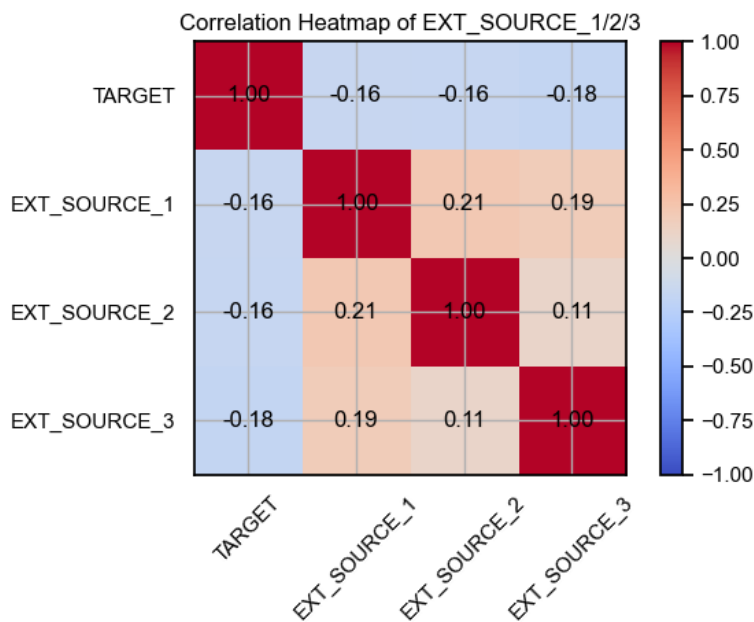 Correlation Heatmap of EXT_SOURCE_1/2/3
TARGET 1.00 -0.16 -0.16 -0.18
EXT_SOURCE_1 -0.16 1.00 0.21 0.19
EXT_SOURCE_2 -0.16 0.21 1.00 0.11
EXT_SOURCE_3 -0.18 0.19 0.11 1.00
TARGET
EXT_SOURCE_1
EXT_SOURCE_2
EXT_SOURCE_3
1.00
0.75
0.50
0.25
0.00
−0.25
−0.50
−0.75
−1.00